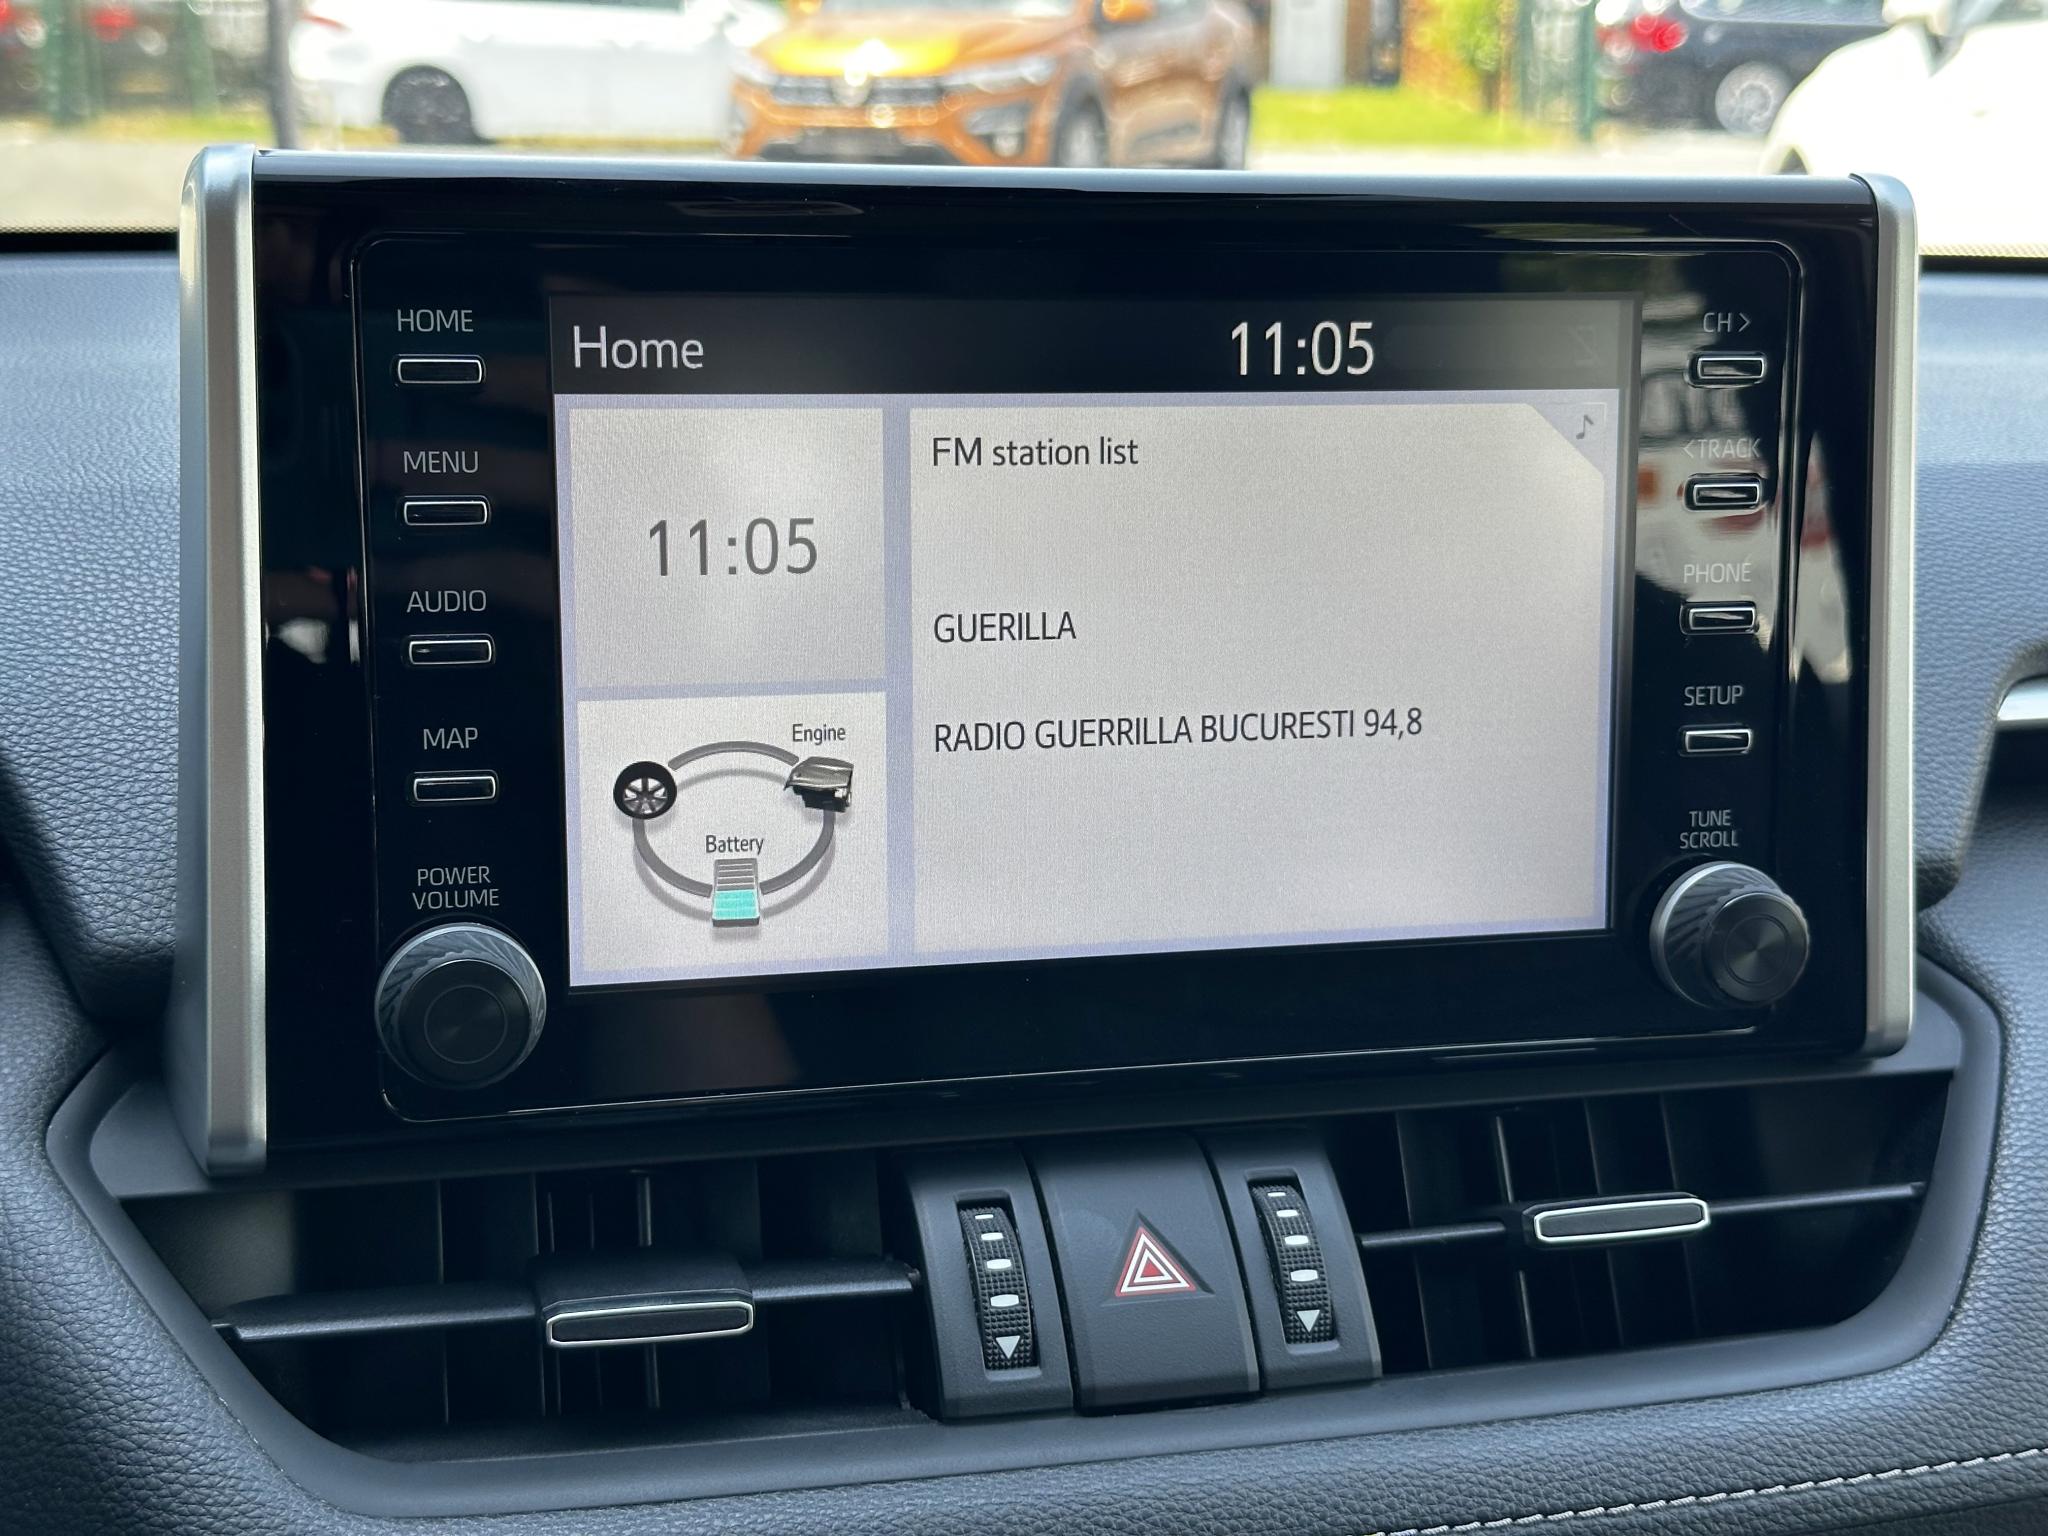 HOME
MENU
AUDIO
MAP
POWER
VOLUME
Home
11:05
11:05
Engine
Battery
FM station list
GUERILLA
RADIO GUERRILLA BUCURESTI 94,8
CH >
<TRACK
PHONE
SETUP
TUNE
SCROLL